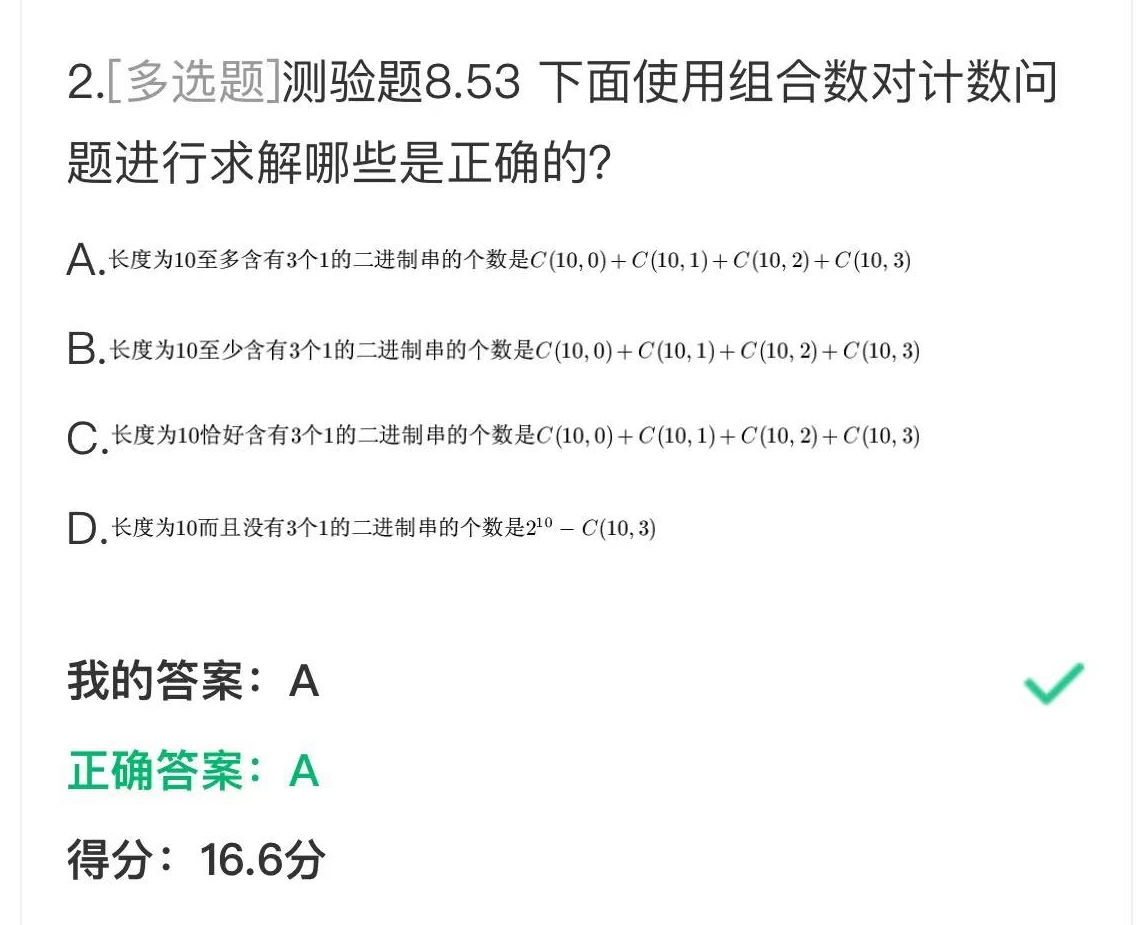 2.[多选题]测验题8.53 下面使用组合数对计数问
题进行求解哪些是正确的?
A.长度为10至多含有3个1的二进制串的个数是C(10,0)+C(10,1)+C(10,2)+C(10,3)
B.长度为10至少含有3个1的二进制串的个数是C(10,0)+C(10,1)+C(10,2)+C(10,3)
C.长度为10恰好含有3个1的二进制串的个数是C(10,0)+C(10,1)+C(10,2)+C(10,3)
D.长度为10而且没有3个1的二进制串的个数是2¹⁰ − C(10,3)
我的答案：A
正确答案：A
得分：16.6分